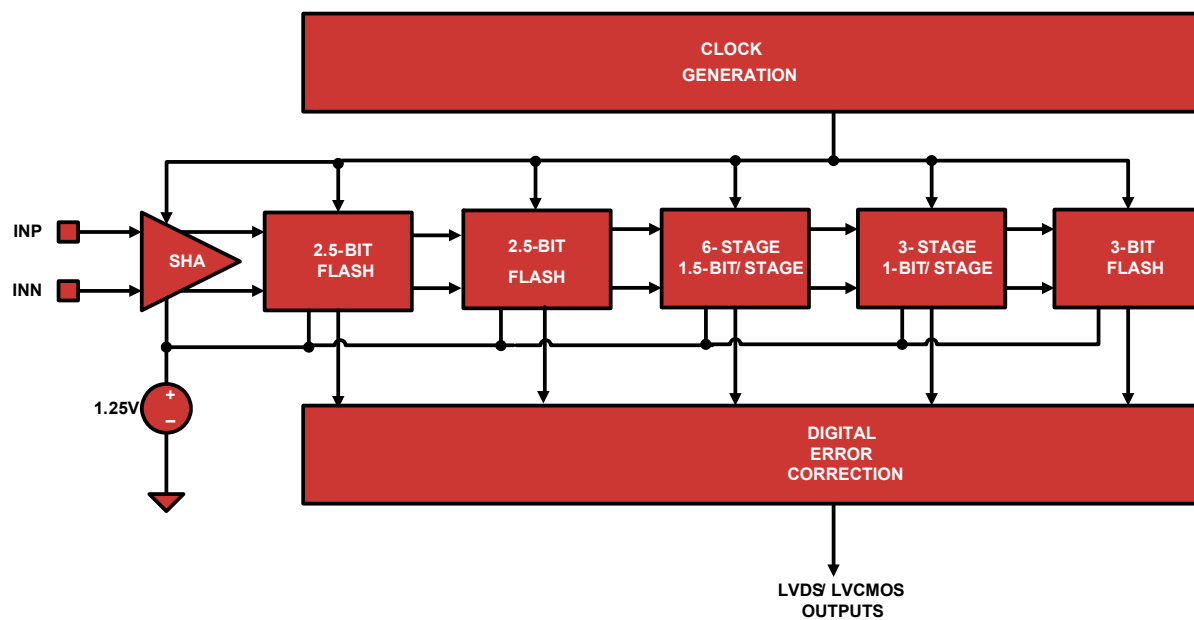 CLOCK
GENERATION
INP
INN
SHA
2.5-BIT
FLASH
2.5-BIT
FLASH
6- STAGE
1.5-BIT/ STAGE
3- STAGE
1-BIT/ STAGE
3-BIT
FLASH
1.25V
+
–
DIGITAL
ERROR
CORRECTION
LVDS/ LVCMOS
OUTPUTS